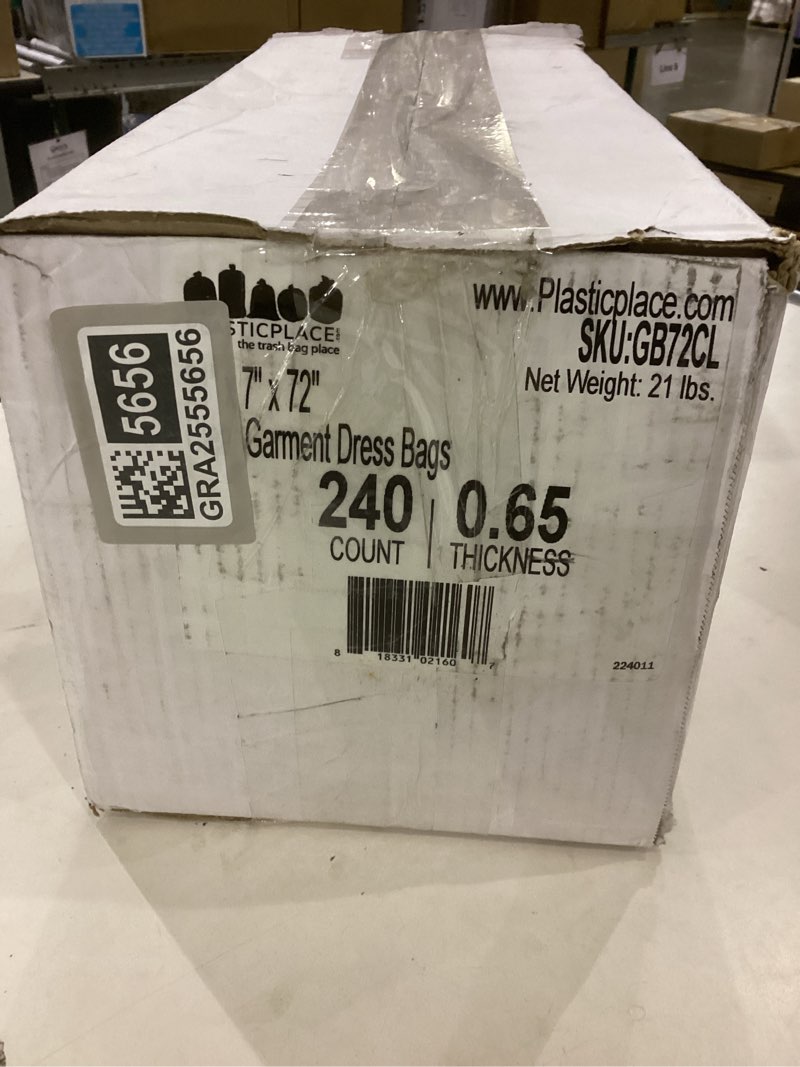 www.Plasticplace.com
STICPLACE
the trash bag place
SKU:GB72CL
Net Weight: 21 lbs.
7" x 72"
Garment Dress Bags
240 | 0.65
COUNT | THICKNESS
8 18331 02160 7
224011
5656
GRA2555656